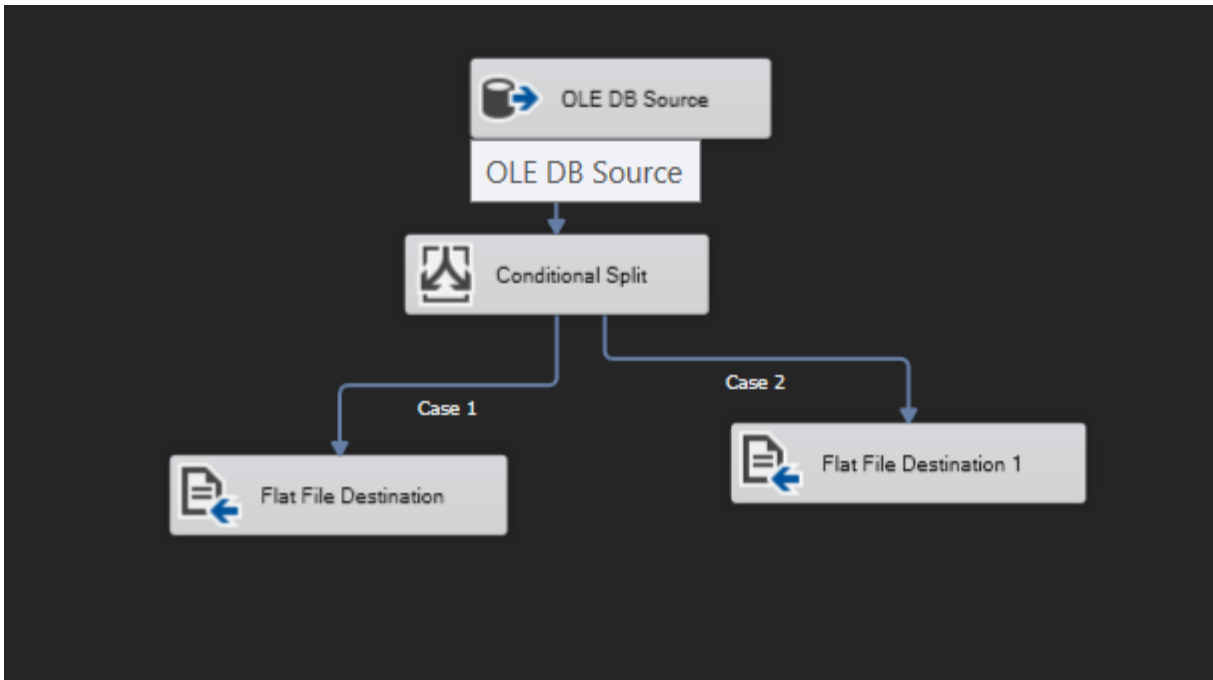 OLE DB Source
OLE DB Source
Conditional Split
Case 2
Case 1
Flat File Destination 1
Flat File Destination